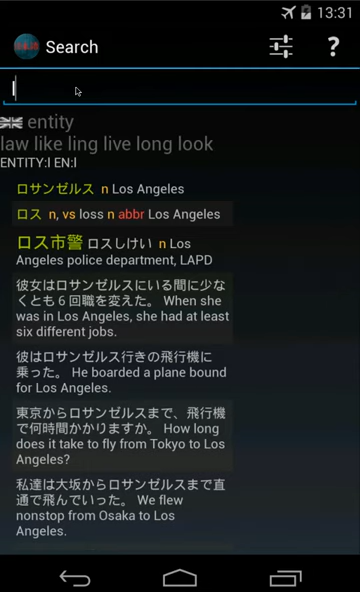 13:31
Search
?
l
entity
law like ling live long look
ENTITY:l EN:l
ロサンゼルス n Los Angeles
ロス n, vs loss n abbr Los Angeles
ロス市警 ロスしけい n Los
Angeles police department, LAPD
彼女はロサンゼルスにいる間に少な
くとも６回職を変えた。 When she
was in Los Angeles, she had at least
six different jobs.
彼はロサンゼルス行きの飛行機に
乗った。 He boarded a plane bound
for Los Angeles.
東京からロサンゼルスまで、飛行機
で何時間かかりますか。 How long
does it take to fly from Tokyo to Los
Angeles?
私達は大坂からロサンゼルスまで直
通で飛んでいった。 We flew
nonstop from Osaka to Los
Angeles.